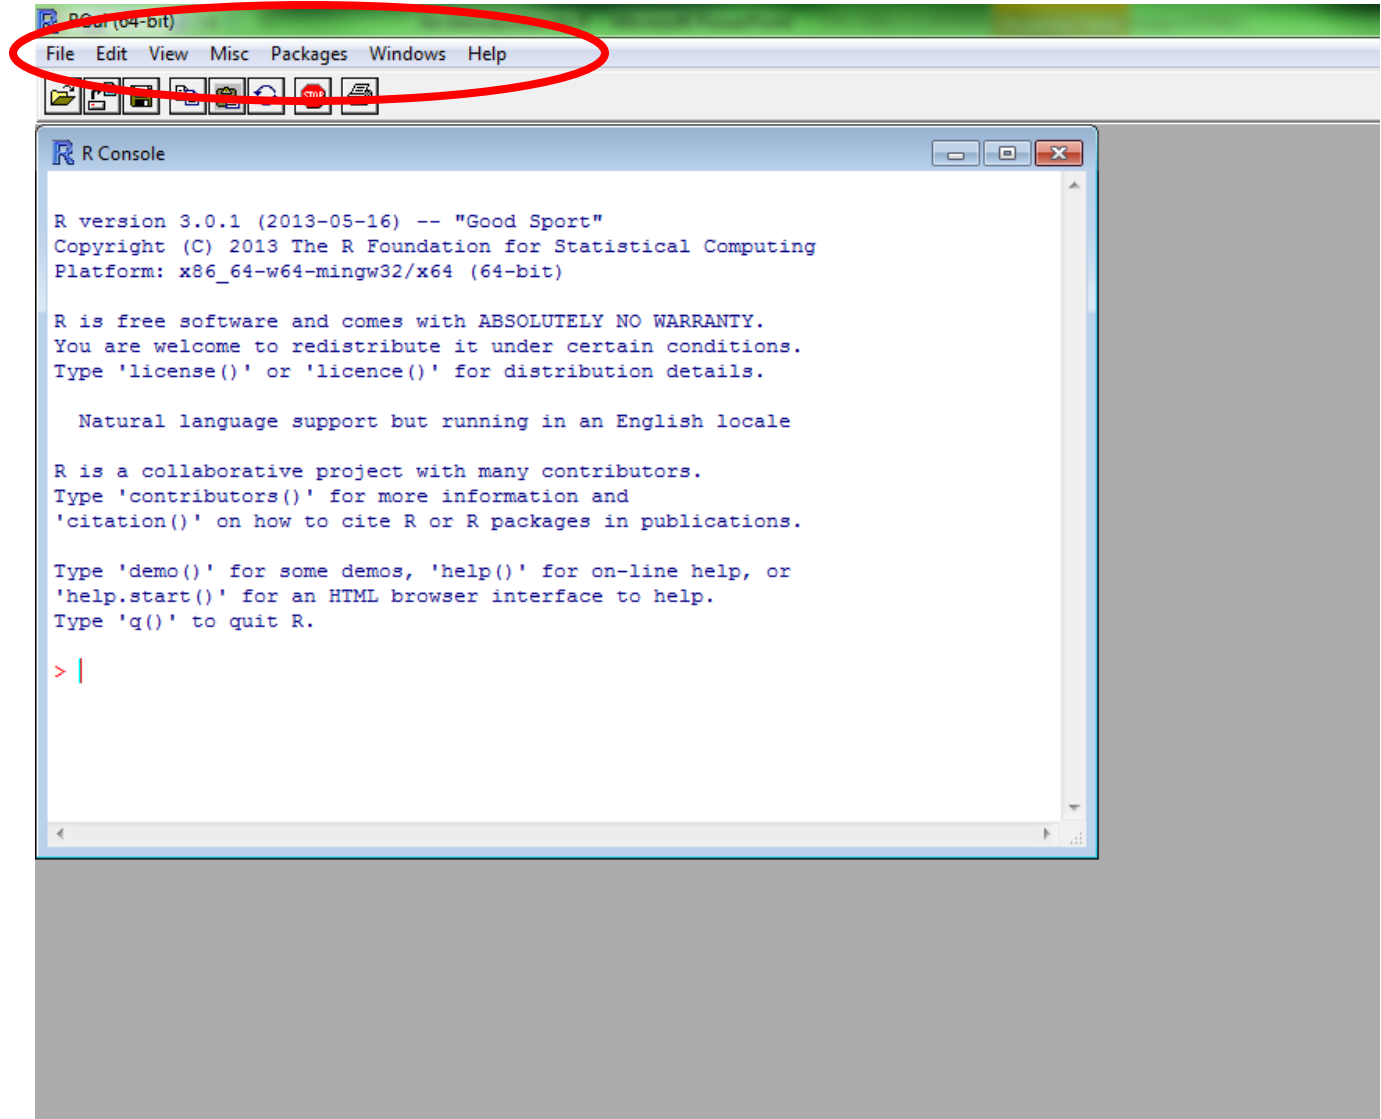 RGui (64-bit)
File Edit View Misc Packages Windows Help
STOP
R Console
R version 3.0.1 (2013-05-16) -- "Good Sport"
Copyright (C) 2013 The R Foundation for Statistical Computing
Platform: x86_64-w64-mingw32/x64 (64-bit)
R is free software and comes with ABSOLUTELY NO WARRANTY.
You are welcome to redistribute it under certain conditions.
Type 'license()' or 'licence()' for distribution details.
Natural language support but running in an English locale
R is a collaborative project with many contributors.
Type 'contributors()' for more information and
'citation()' on how to cite R or R packages in publications.
Type 'demo()' for some demos, 'help()' for on-line help, or
'help.start()' for an HTML browser interface to help.
Type 'q()' to quit R.
>